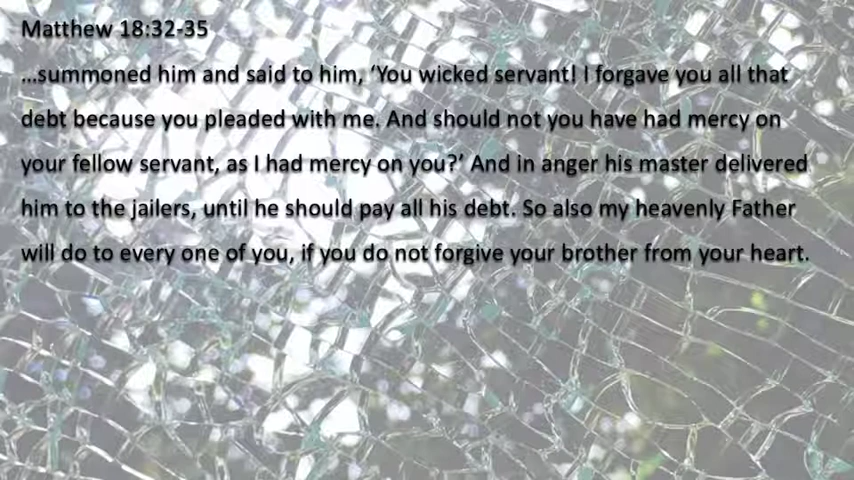 Matthew 18:32-35
…summoned him and said to him, ‘You wicked servant! I forgave you all that
debt because you pleaded with me. And should not you have had mercy on
your fellow servant, as I had mercy on you?’ And in anger his master delivered
him to the jailers, until he should pay all his debt. So also my heavenly Father
will do to every one of you, if you do not forgive your brother from your heart.